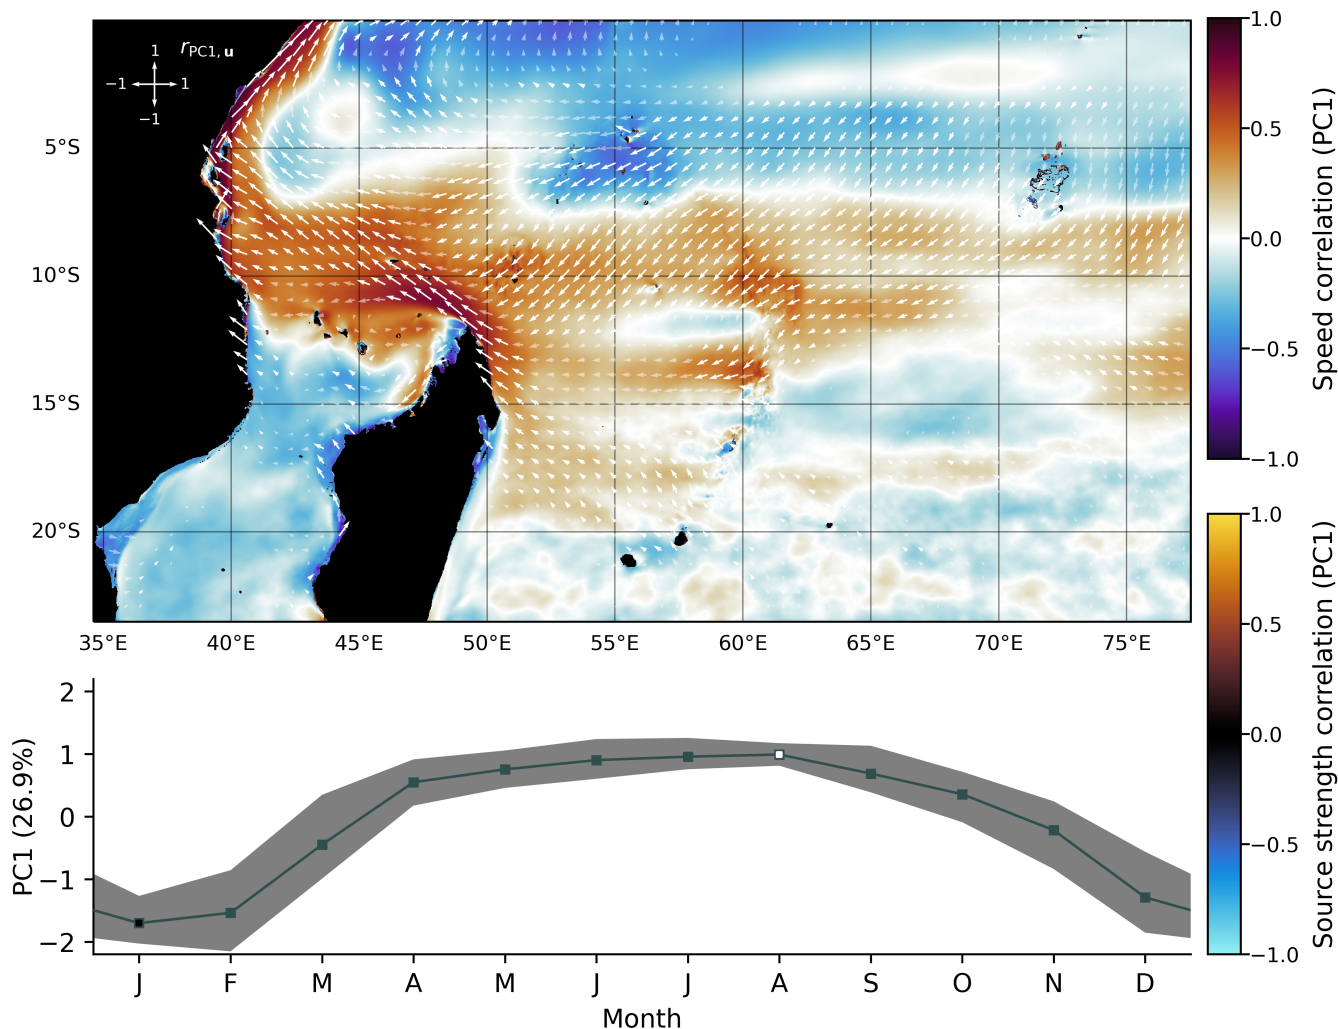 1 r_PC1, u
−1 1
−1
5°S
10°S
15°S
20°S
35°E 40°E 45°E 50°E 55°E 60°E 65°E 70°E 75°E
1.0
0.5
0.0
−0.5
−1.0
Speed correlation (PC1)
1.0
0.5
0.0
−0.5
−1.0
Source strength correlation (PC1)
2
1
0
−1
−2
PC1 (26.9%)
J F M A M J J A S O N D
Month